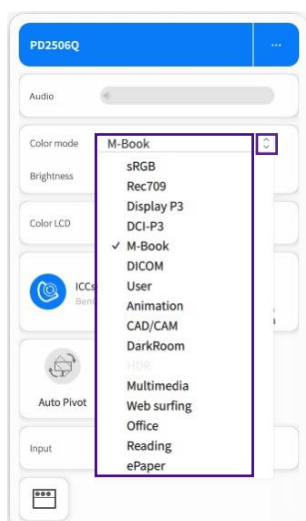 PD2506Q ...
Audio
Color mode M-Book
sRGB
Brightness
Rec709
Display P3
Color LCD
DCI-P3
✓ M-Book
DICOM
ICCs
User
Animation
CAD/CAM
DarkRoom
HDR
Auto Pivot
Multimedia
Web surfing
Office
Input
Reading
ePaper